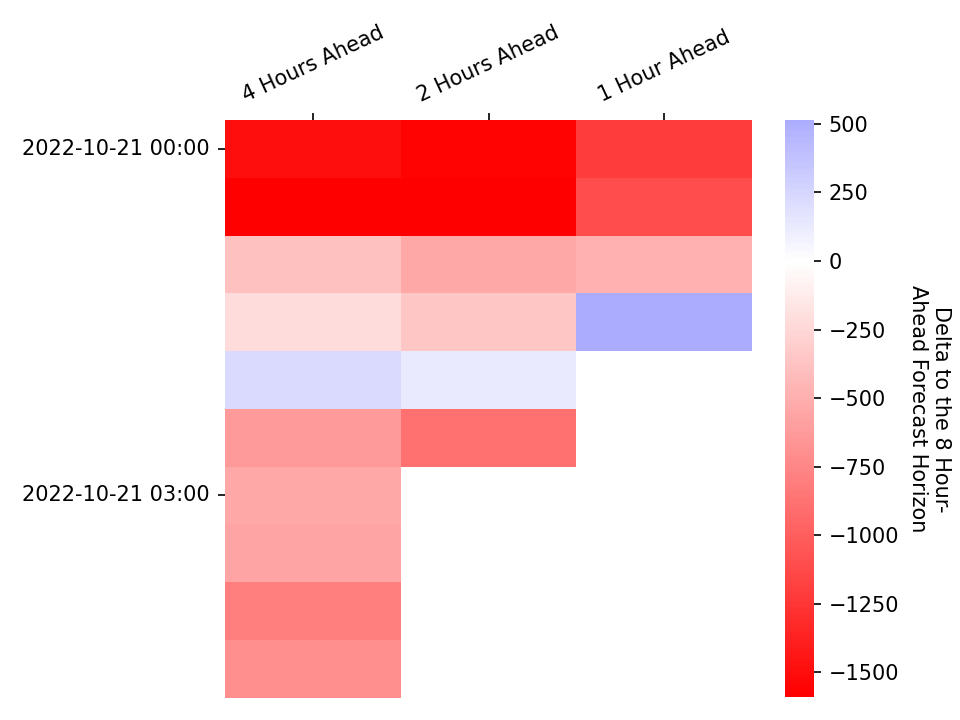 4 Hours Ahead
2 Hours Ahead
1 Hour Ahead
2022-10-21 00:00
2022-10-21 03:00
500
250
0
−250
−500
−750
−1000
−1250
−1500
Delta to the 8 Hour-
Ahead Forecast Horizon